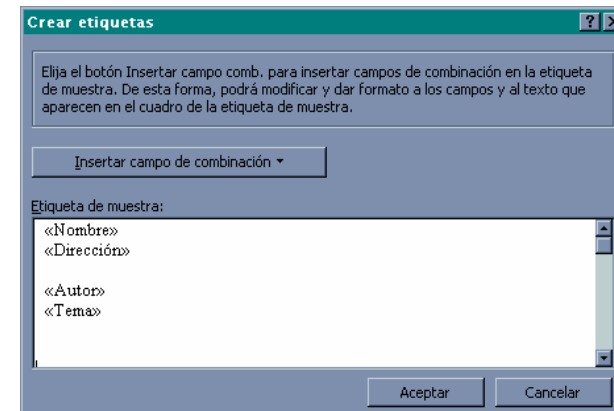 Crear etiquetas
Elija el botón Insertar campo comb. para insertar campos de combinación en la etiqueta
de muestra. De esta forma, podrá modificar y dar formato a los campos y al texto que
aparecen en el cuadro de la etiqueta de muestra.
Insertar campo de combinación
Etiqueta de muestra:
«Nombre»
«Dirección»
«Autor»
«Tema»
Aceptar Cancelar